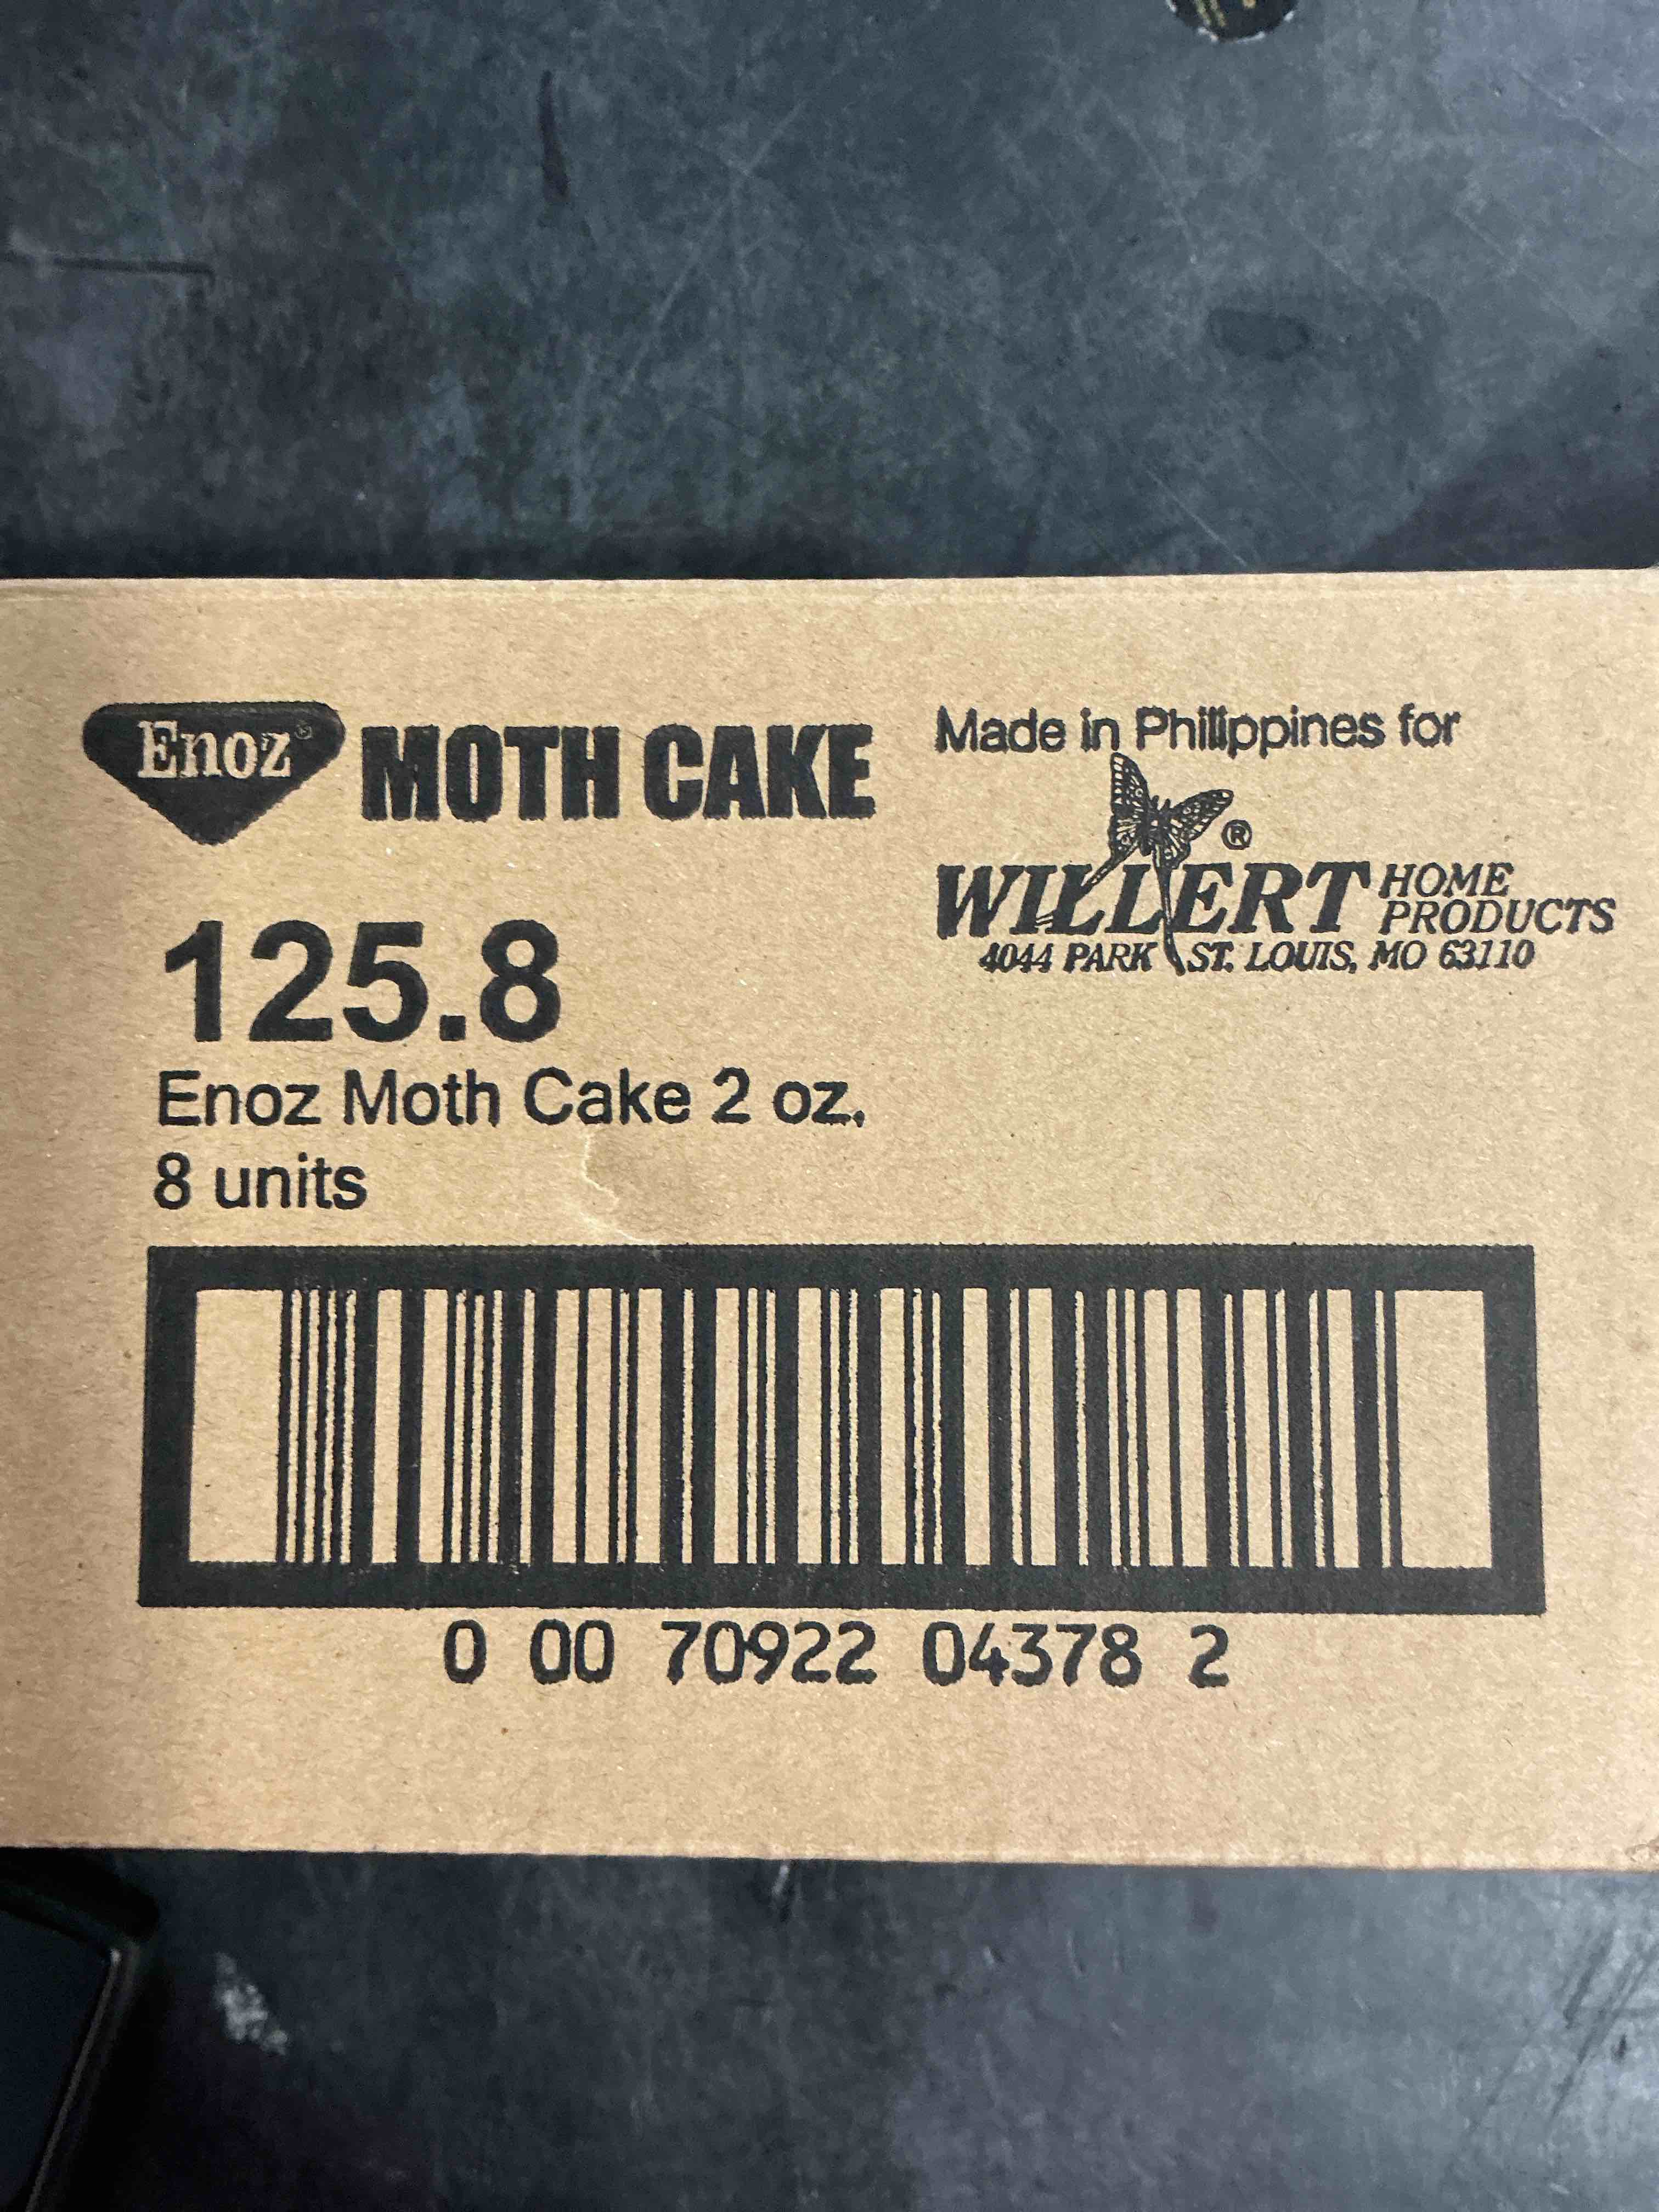 Enoz® MOTH CAKE
125.8
Enoz Moth Cake 2 oz.
8 units
Made in Philippines for
WILLERT® HOME
PRODUCTS
4044 PARK ST. LOUIS, MO 63110
0 00 70922 04378 2